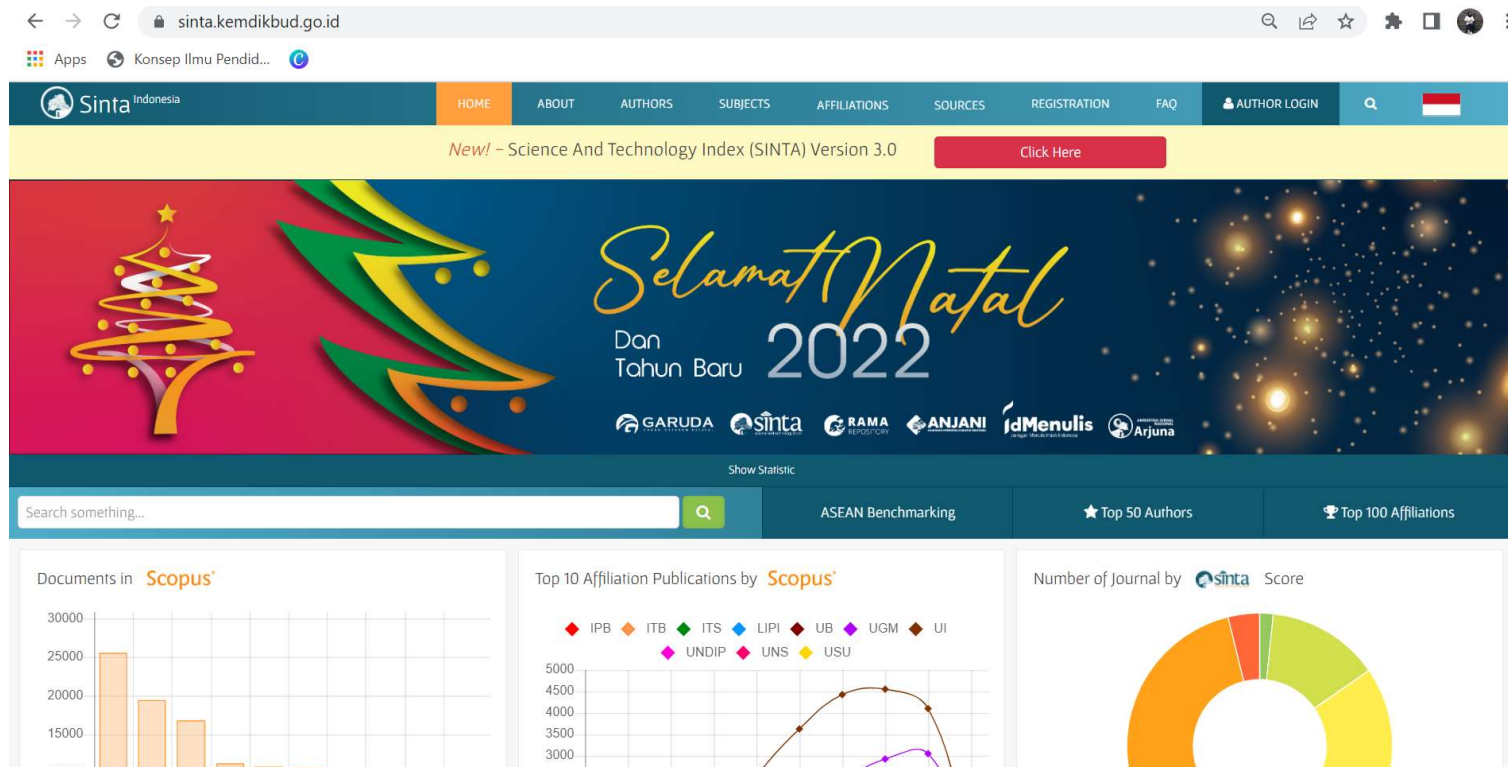 sinta.kemdikbud.go.id
Apps Konsep Ilmu Pendid...
Sinta Indonesia HOME ABOUT AUTHORS SUBJECTS AFFILIATIONS SOURCES REGISTRATION FAQ AUTHOR LOGIN
New! – Science And Technology Index (SINTA) Version 3.0 Click Here
Selamat Natal
Dan
Tahun Baru 2022
GARUDA sinta RAMA REPOSITORY ANJANI idMenulis Arjuna
Show Statistic
Search something... ASEAN Benchmarking Top 50 Authors Top 100 Affiliations
Documents in Scopus
30000
25000
20000
15000
Top 10 Affiliation Publications by Scopus
IPB ITB ITS LIPI UB UGM UI
UNDIP UNS USU
5000
4500
4000
3500
3000
Number of Journal by sinta Score